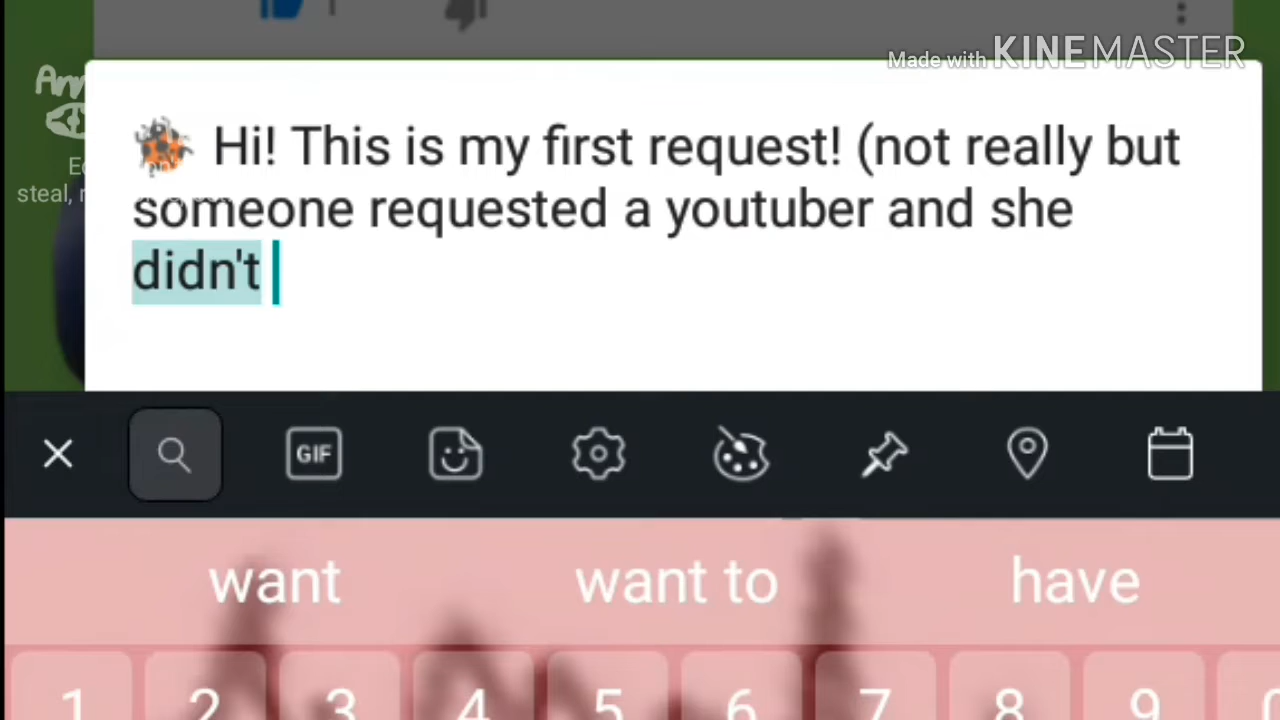 Made with KINEMASTER
Hi! This is my first request! (not really but
someone requested a youtuber and she
didn't
steal,
GIF
want want to have
1 2 3 4 5 6 7 8 9